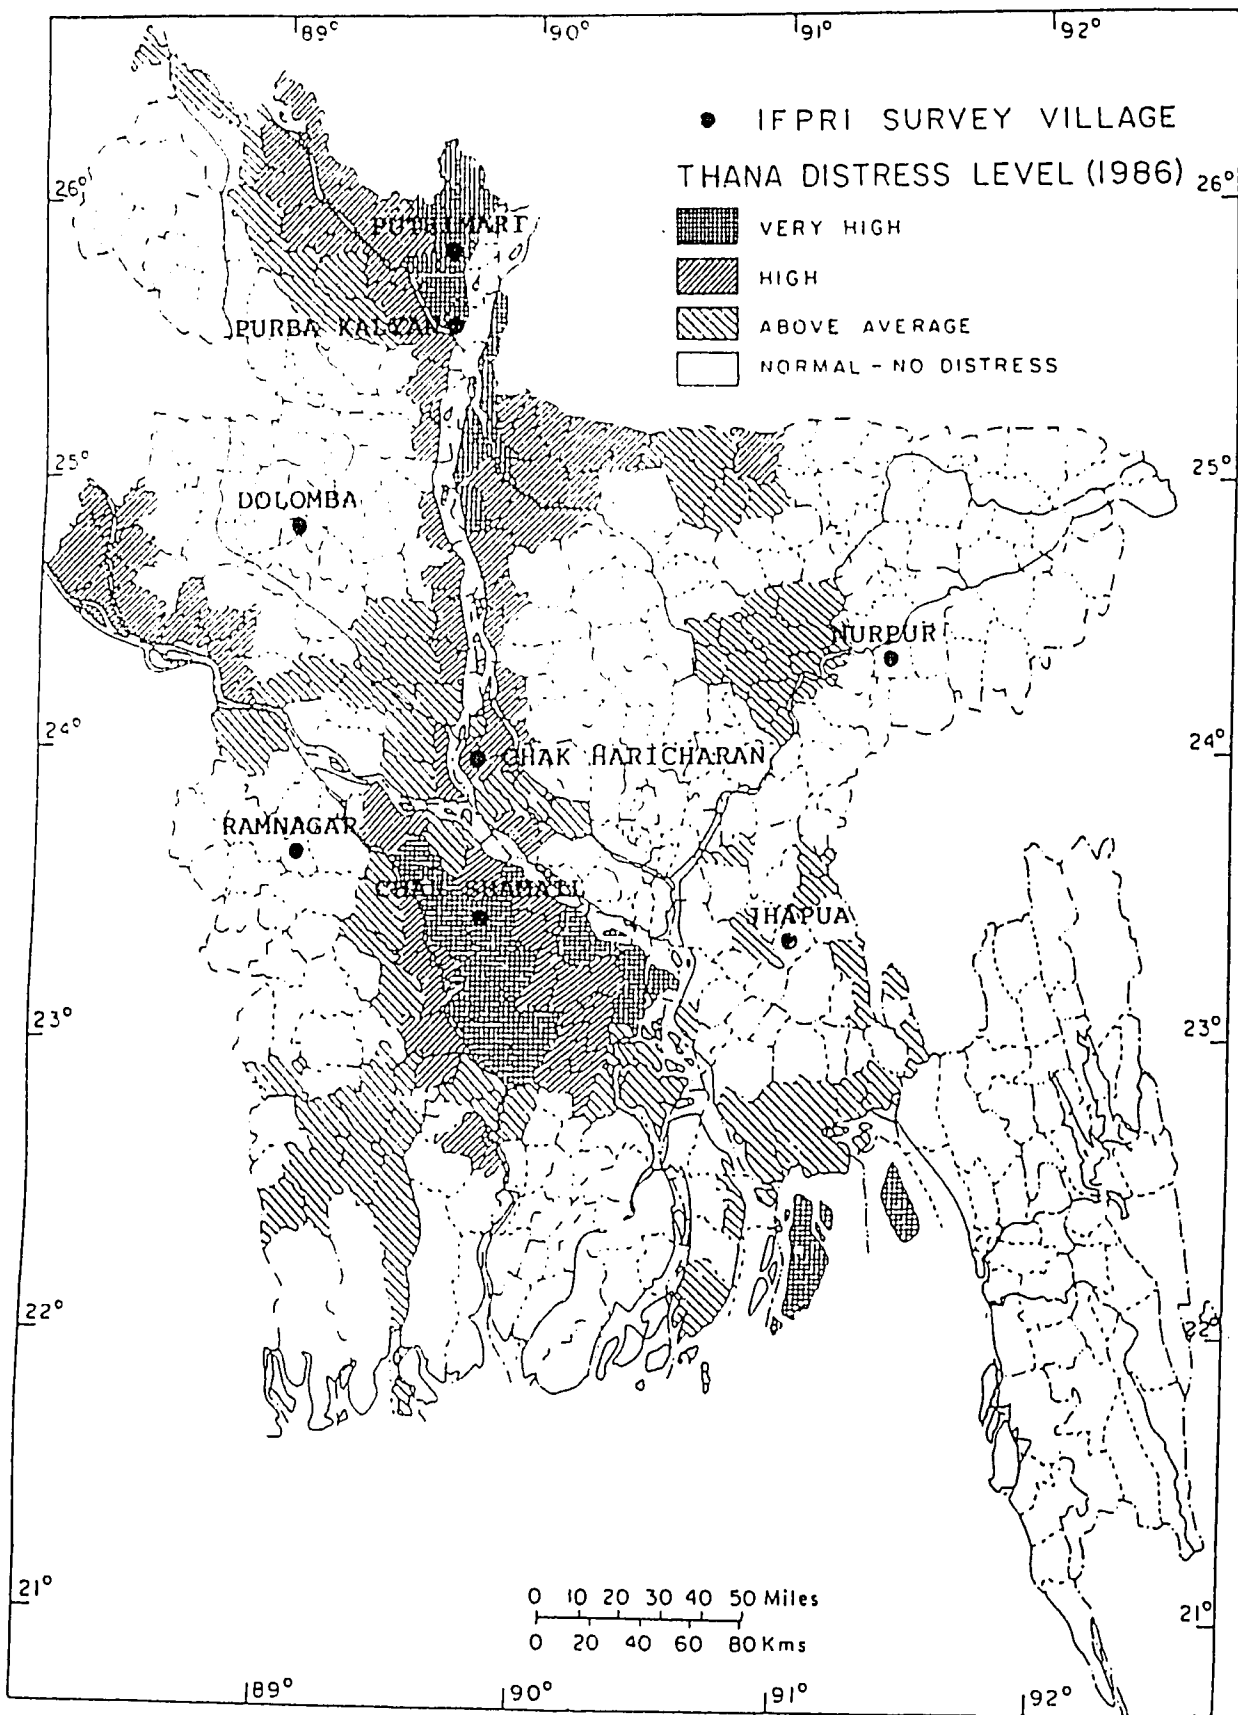 89° 90° 91° 92°
● IFPRI SURVEY VILLAGE
THANA DISTRESS LEVEL (1986)
26° 26°
VERY HIGH
PUTHIMARI
HIGH
PURBA KALYAN
ABOVE AVERAGE
NORMAL - NO DISTRESS
25° 25°
DOLOMBA
NURPUR
24° 24°
CHAK HARICHARAN
RAMNAGAR
CHAR SHAMAIL
JHAPUA
23° 23°
22° 22°
21° 21°
0 10 20 30 40 50 Miles
0 20 40 60 80 Kms
89° 90° 91° 92°